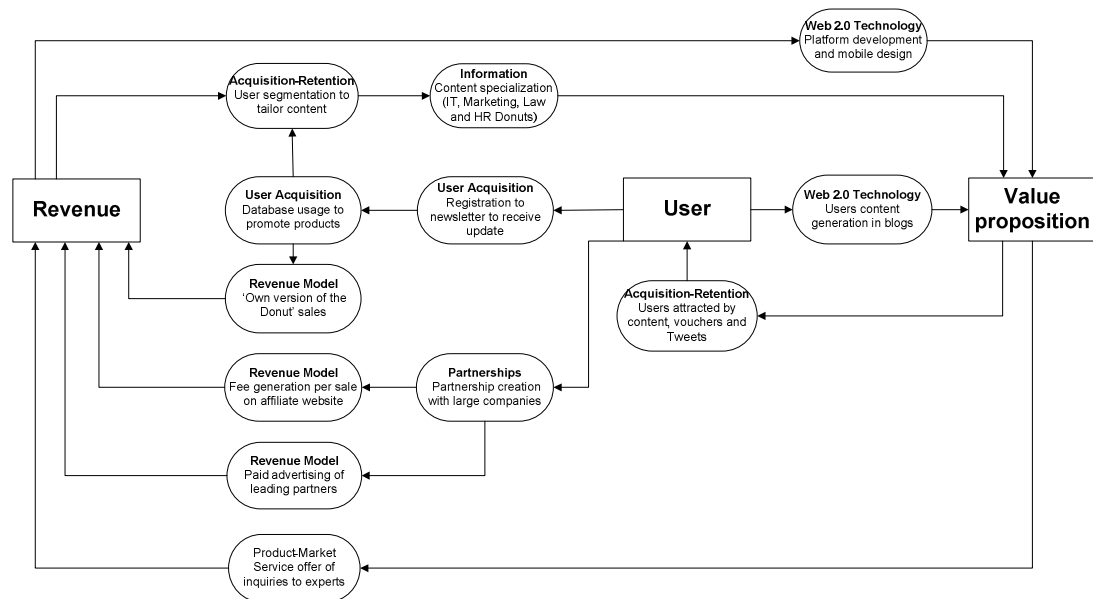 Web 2.0 Technology
Platform development
and mobile design
Acquisition-Retention
User segmentation to
tailor content
Information
Content specialization
(IT, Marketing, Law
and HR Donuts)
Revenue
User Acquisition
Database usage to
promote products
User Acquisition
Registration to
newsletter to receive
update
User
Web 2.0 Technology
Users content
generation in blogs
Value
proposition
Revenue Model
'Own version of the
Donut' sales
Acquisition-Retention
Users attracted by
content, vouchers and
Tweets
Revenue Model
Fee generation per sale
on affiliate website
Partnerships
Partnership creation
with large companies
Revenue Model
Paid advertising of
leading partners
Product-Market
Service offer of
inquiries to experts